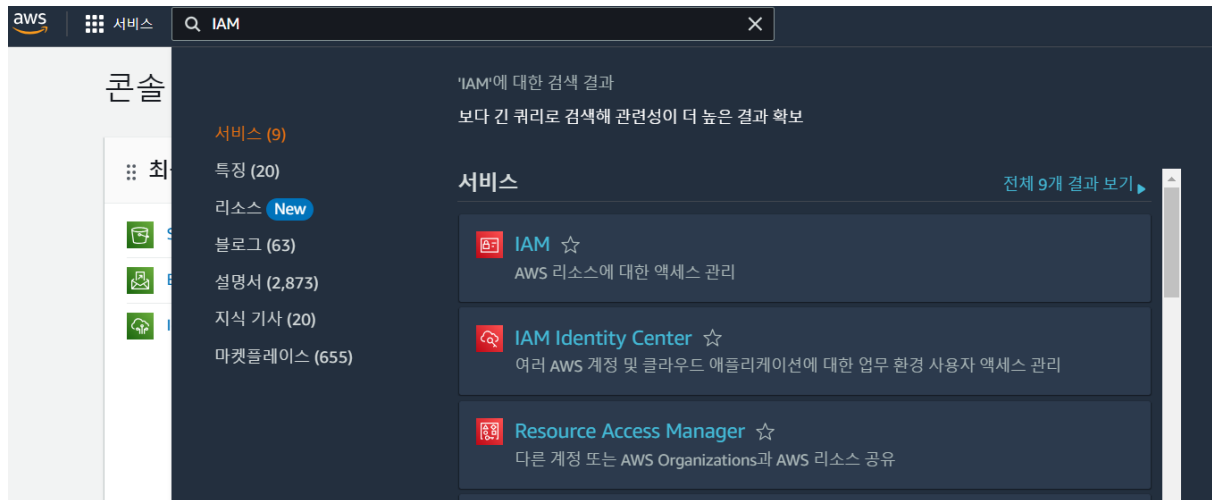 aws
서비스
IAM
콘솔
'IAM'에 대한 검색 결과
보다 긴 쿼리로 검색해 관련성이 더 높은 결과 확보
서비스 (9)
특징 (20)
리소스 New
블로그 (63)
설명서 (2,873)
지식 기사 (20)
마켓플레이스 (655)
최
서비스
전체 9개 결과 보기
IAM
AWS 리소스에 대한 액세스 관리
IAM Identity Center
여러 AWS 계정 및 클라우드 애플리케이션에 대한 업무 환경 사용자 액세스 관리
Resource Access Manager
다른 계정 또는 AWS Organizations과 AWS 리소스 공유